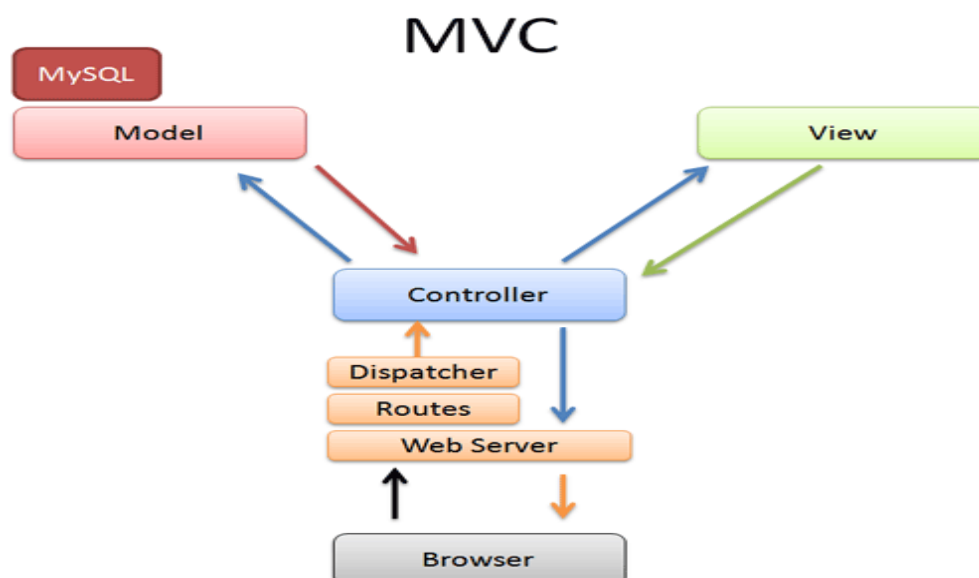 MVC
MySQL
Model
View
Controller
Dispatcher
Routes
Web Server
Browser